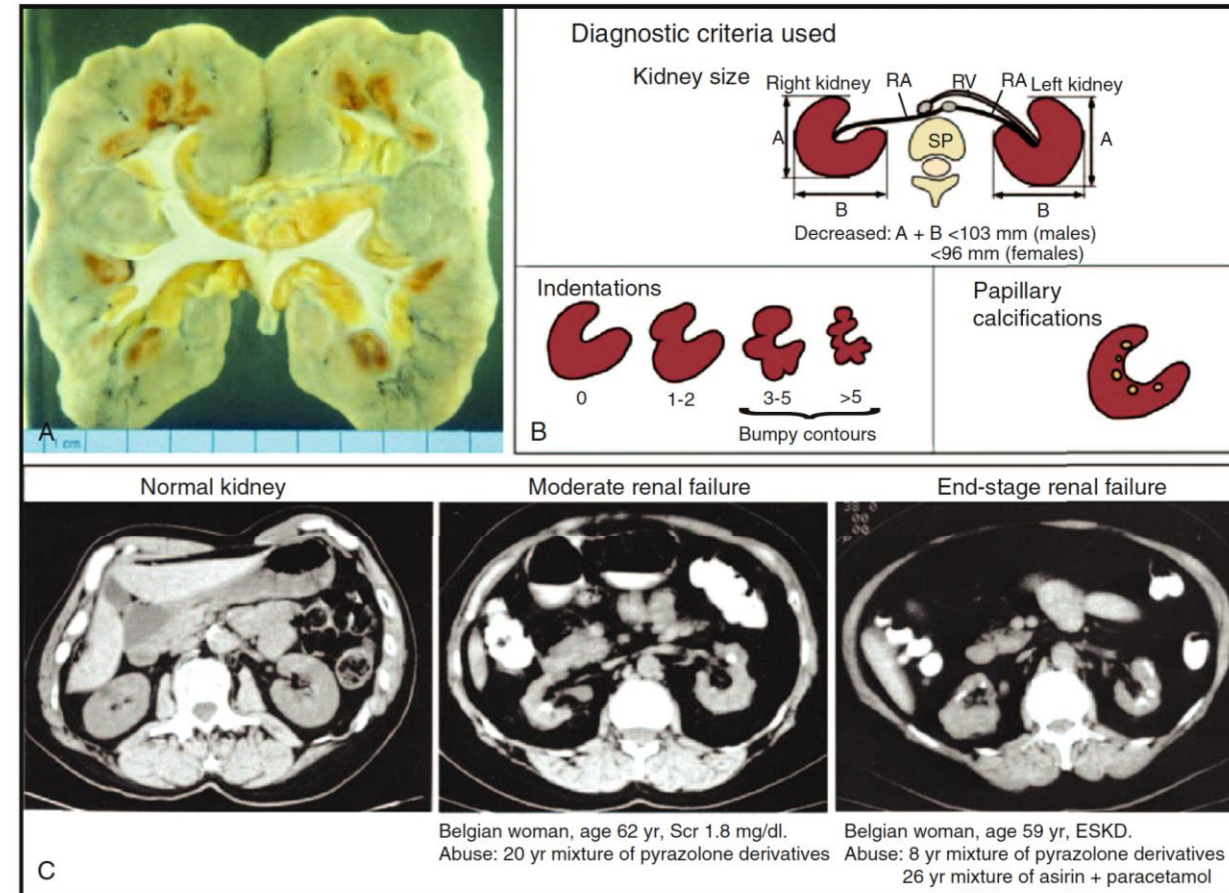 A
1 cm
Diagnostic criteria used
Kidney size
Right kidney RA RV RA Left kidney
A SP A
B B
Decreased: A + B <103 mm (males)
<96 mm (females)
Indentations
0 1-2 3-5 >5
B Bumpy contours
Papillary
calcifications
Normal kidney Moderate renal failure End-stage renal failure
Belgian woman, age 62 yr, Scr 1.8 mg/dl.
Abuse: 20 yr mixture of pyrazolone derivatives
Belgian woman, age 59 yr, ESKD.
Abuse: 8 yr mixture of pyrazolone derivatives
26 yr mixture of asirin + paracetamol
C